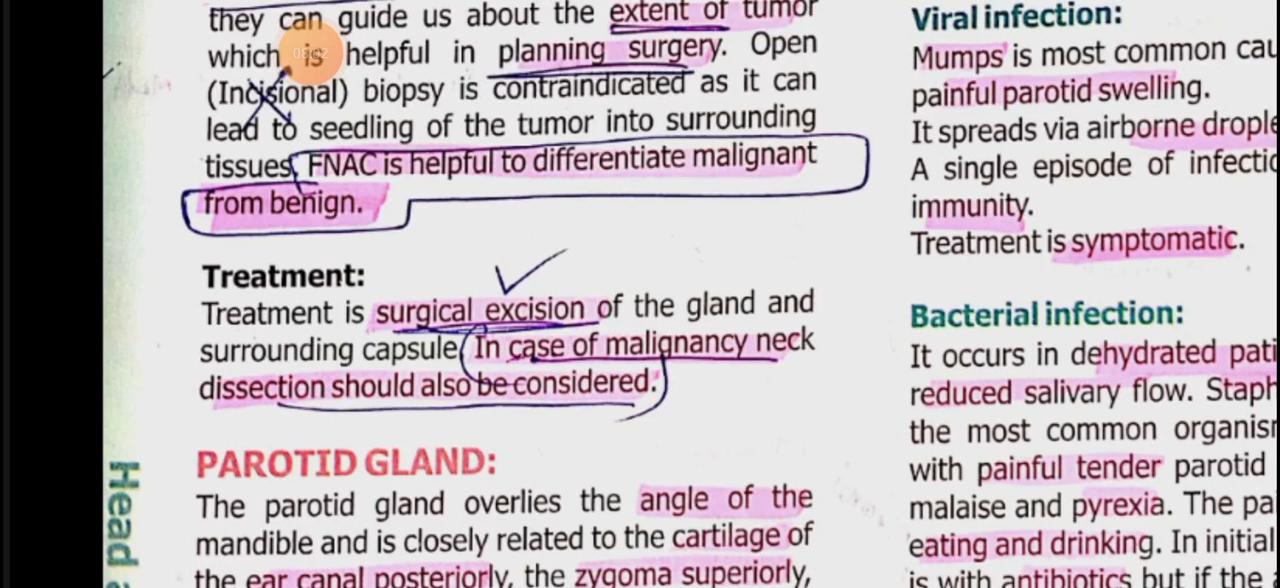 they can guide us about the extent of tumor
which is helpful in planning surgery. Open
(Incisional) biopsy is contraindicated as it can
lead to seedling of the tumor into surrounding
tissues. FNAC is helpful to differentiate malignant
from benign.
Treatment:
Treatment is surgical excision of the gland and
surrounding capsule. In case of malignancy neck
dissection should also be considered.
PAROTID GLAND:
The parotid gland overlies the angle of the
mandible and is closely related to the cartilage of
the ear canal posteriorly, the zygoma superiorly,
Viral infection:
Mumps is most common cau
painful parotid swelling.
It spreads via airborne drople
A single episode of infectio
immunity.
Treatment is symptomatic.
Bacterial infection:
It occurs in dehydrated pati
reduced salivary flow. Staph
the most common organism
with painful tender parotid
malaise and pyrexia. The pa
eating and drinking. In initial
is with antibiotics but if the
Head a